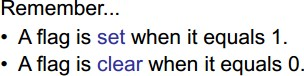 Remember...
• A flag is set when it equals 1.
• A flag is clear when it equals 0.